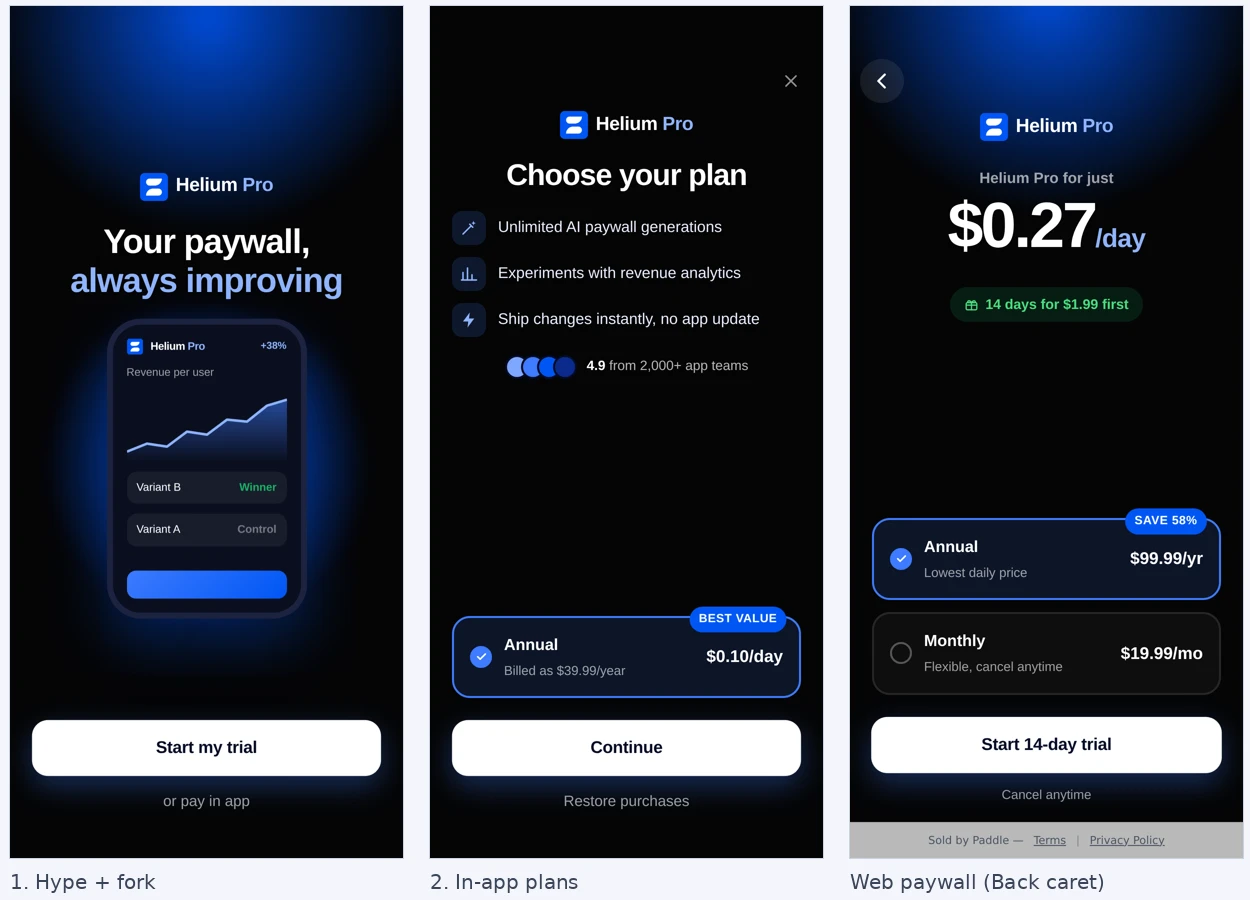 Helium Pro
Your paywall,
always improving
Helium Pro
+38%
Revenue per user
Variant B
Winner
Variant A
Control
Start my trial
or pay in app
1. Hype + fork
Helium Pro
Choose your plan
Unlimited AI paywall generations
Experiments with revenue analytics
Ship changes instantly, no app update
4.9 from 2,000+ app teams
BEST VALUE
Annual
Billed as $39.99/year
$0.10/day
Continue
Restore purchases
2. In-app plans
Helium Pro
Helium Pro for just
$0.27/day
14 days for $1.99 first
SAVE 58%
Annual
Lowest daily price
$99.99/yr
Monthly
Flexible, cancel anytime
$19.99/mo
Start 14-day trial
Cancel anytime
Sold by Paddle — Terms | Privacy Policy
Web paywall (Back caret)